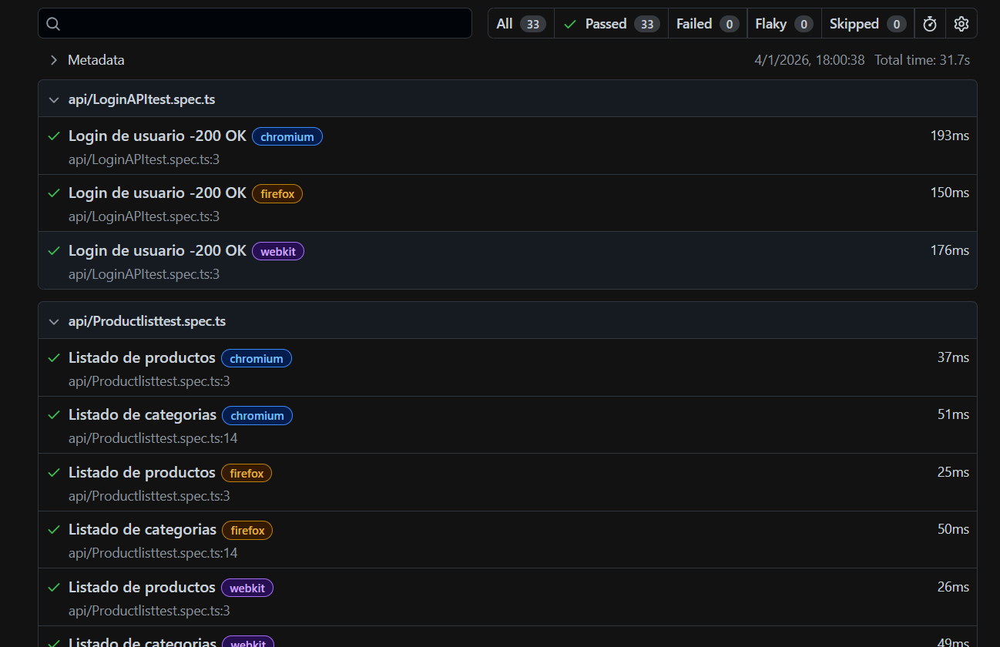 All 33 Passed 33 Failed 0 Flaky 0 Skipped 0
Metadata 4/1/2026, 18:00:38 Total time: 31.7s
api/LoginAPItest.spec.ts
Login de usuario -200 OK chromium 193ms
api/LoginAPItest.spec.ts:3
Login de usuario -200 OK firefox 150ms
api/LoginAPItest.spec.ts:3
Login de usuario -200 OK webkit 176ms
api/LoginAPItest.spec.ts:3
api/Productlisttest.spec.ts
Listado de productos chromium 37ms
api/Productlisttest.spec.ts:3
Listado de categorias chromium 51ms
api/Productlisttest.spec.ts:14
Listado de productos firefox 25ms
api/Productlisttest.spec.ts:3
Listado de categorias firefox 50ms
api/Productlisttest.spec.ts:14
Listado de productos webkit 26ms
api/Productlisttest.spec.ts:3
Listado de categorias webkit 49ms